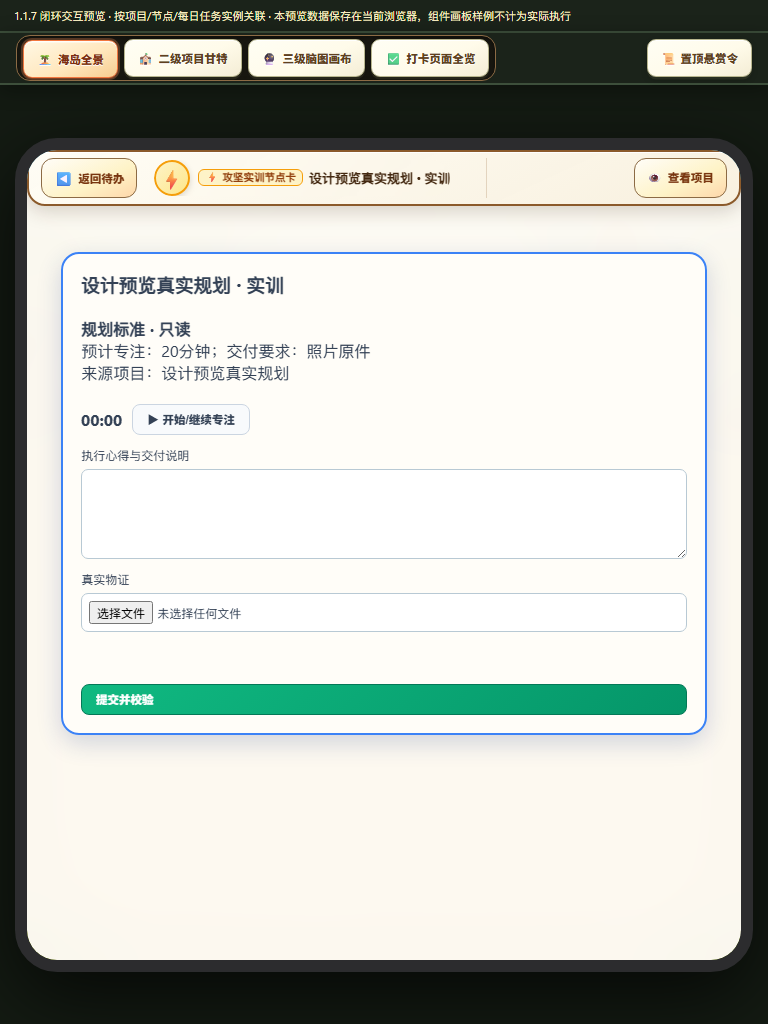 1.1.7 闭环交互预览 · 按项目/节点/每日任务实例关联 · 本预览数据保存在当前浏览器，组件画板样例不计为实际执行
海岛全景
二级项目甘特
三级脑图画布
打卡页面全览
置顶悬赏令
返回待办
攻坚实训节点卡
设计预览真实规划 · 实训
查看项目
设计预览真实规划 · 实训
规划标准 · 只读
预计专注：20分钟；交付要求：照片原件
来源项目：设计预览真实规划
00:00 ▶ 开始/继续专注
执行心得与交付说明
真实物证
选择文件 未选择任何文件
提交并校验